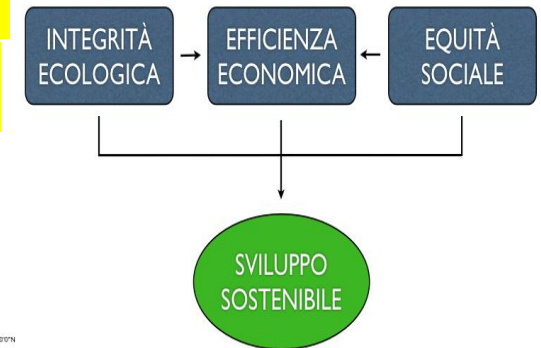 INTEGRITÀ
ECOLOGICA
EFFICIENZA
ECONOMICA
EQUITÀ
SOCIALE
SVILUPPO
SOSTENIBILE